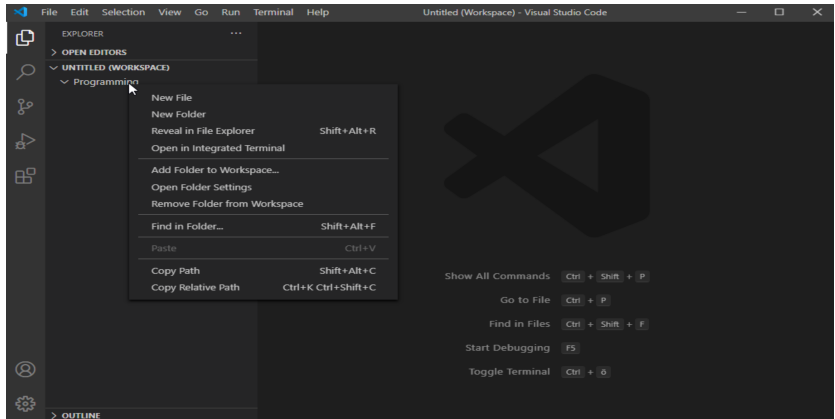 File Edit Selection View Go Run Terminal Help Untitled (Workspace) - Visual Studio Code
EXPLORER ...
OPEN EDITORS
UNTITLED (WORKSPACE)
Programming
New File
New Folder
Reveal in File Explorer Shift+Alt+R
Open in Integrated Terminal
Add Folder to Workspace...
Open Folder Settings
Remove Folder from Workspace
Find in Folder... Shift+Alt+F
Paste Ctrl+V
Copy Path Shift+Alt+C
Copy Relative Path Ctrl+K Ctrl+Shift+C
Show All Commands Ctrl + Shift + P
Go to File Ctrl + P
Find in Files Ctrl + Shift + F
Start Debugging F5
Toggle Terminal Ctrl + ö
OUTLINE